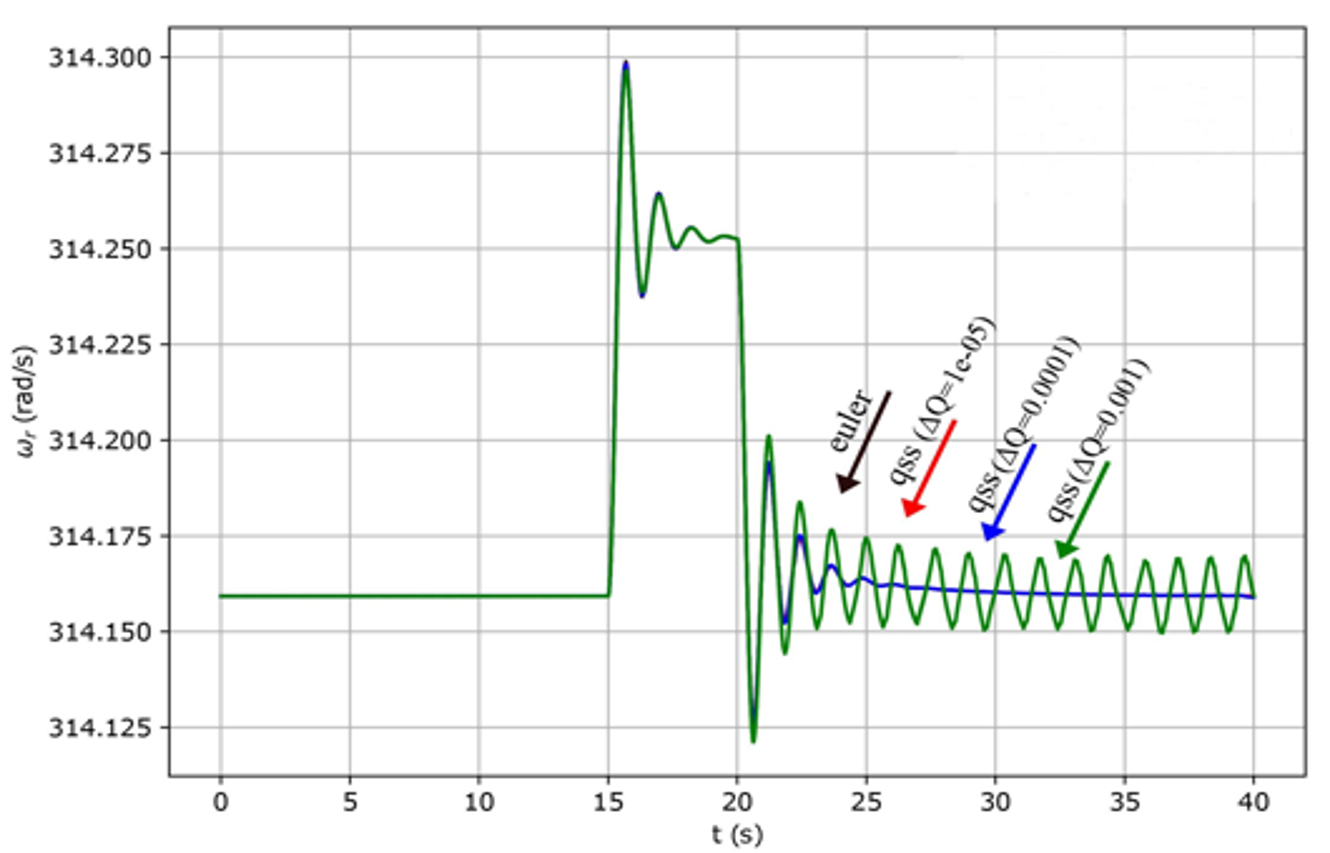 314.300
314.275
314.250
314.225
314.200
314.175
314.150
314.125
ωr (rad/s)
euler
qss (ΔQ=1e-05)
qss (ΔQ=0.0001)
qss (ΔQ=0.001)
0 5 10 15 20 25 30 35 40
t (s)